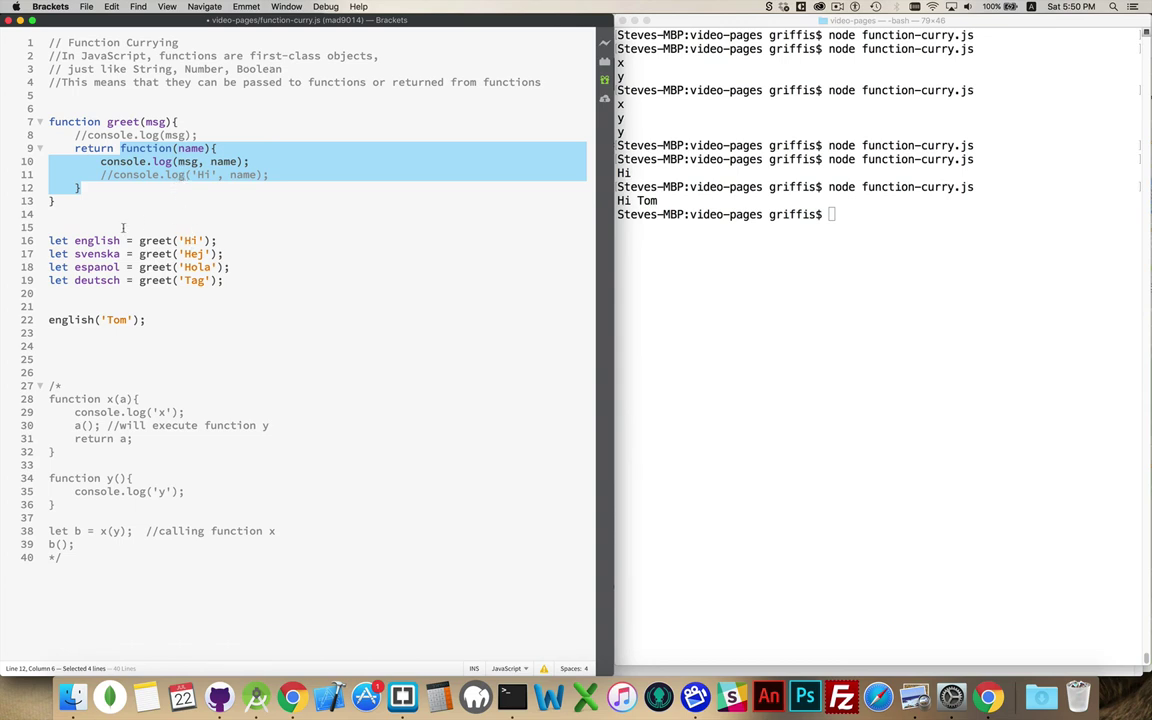 Brackets File Edit Find View Navigate Emmet Window Debug Help
100% Sat 5:50 PM
• video-pages/function-curry.js (mad9014) — Brackets
1 // Function Currying
2 //In JavaScript, functions are first-class objects,
3 // just like String, Number, Boolean
4 //This means that they can be passed to functions or returned from functions
5
6
7 function greet(msg){
8 //console.log(msg);
9 return function(name){
10 console.log(msg, name);
11 //console.log('Hi', name);
12 }
13 }
14
15
16 let english = greet('Hi');
17 let svenska = greet('Hej');
18 let espanol = greet('Hola');
19 let deutsch = greet('Tag');
20
21
22 english('Tom');
23
24
25
26
27 /*
28 function x(a){
29 console.log('x');
30 a(); //will execute function y
31 return a;
32 }
33
34 function y(){
35 console.log('y');
36 }
37
38 let b = x(y); //calling function x
39 b();
40 */
Line 12, Column 6 — Selected 4 lines — 40 Lines
INS JavaScript Spaces: 4
video-pages — -bash — 79×46
Steves-MBP:video-pages griffis$ node function-curry.js
Steves-MBP:video-pages griffis$ node function-curry.js
x
y
Steves-MBP:video-pages griffis$ node function-curry.js
x
y
y
Steves-MBP:video-pages griffis$ node function-curry.js
Steves-MBP:video-pages griffis$ node function-curry.js
Hi
Steves-MBP:video-pages griffis$ node function-curry.js
Hi Tom
Steves-MBP:video-pages griffis$
JUL
22
1
W
X
S
An
Ps
FZ